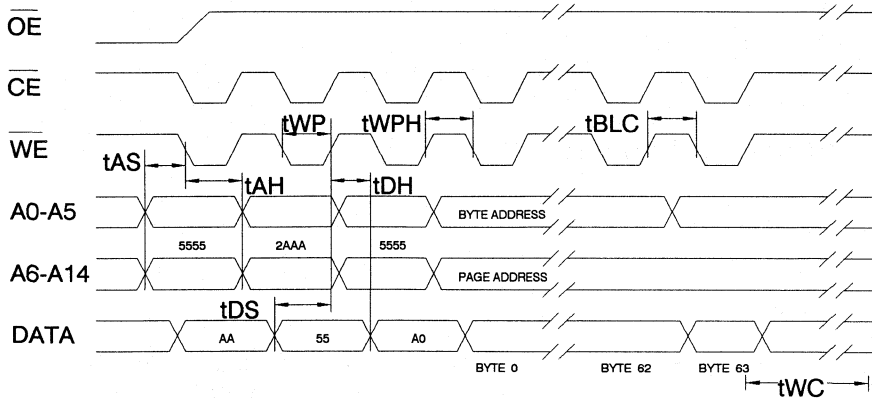 OE
CE
tWP tWPH tBLC
WE
tAS
tAH tDH
A0-A5 BYTE ADDRESS
5555 2AAA 5555
A6-A14 PAGE ADDRESS
tDS
DATA AA 55 A0
BYTE 0 BYTE 62 BYTE 63
tWC